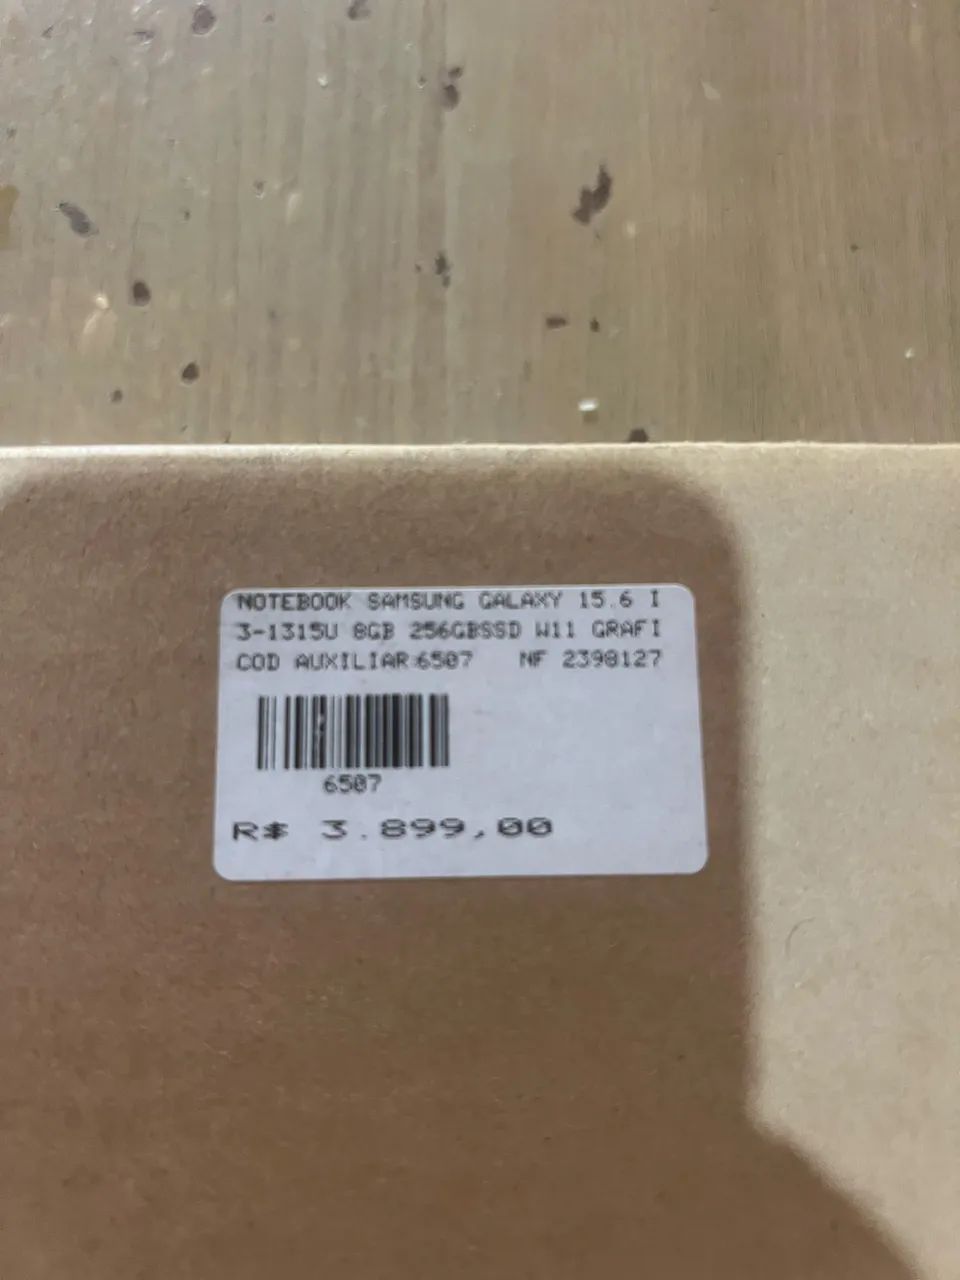 NOTEBOOK SAMSUNG GALAXY 15.6 I
3-1315U 8GB 256GBSSD W11 GRAFI
COD AUXILIAR:6507 NF 2398127
6507
R$ 3.899,00